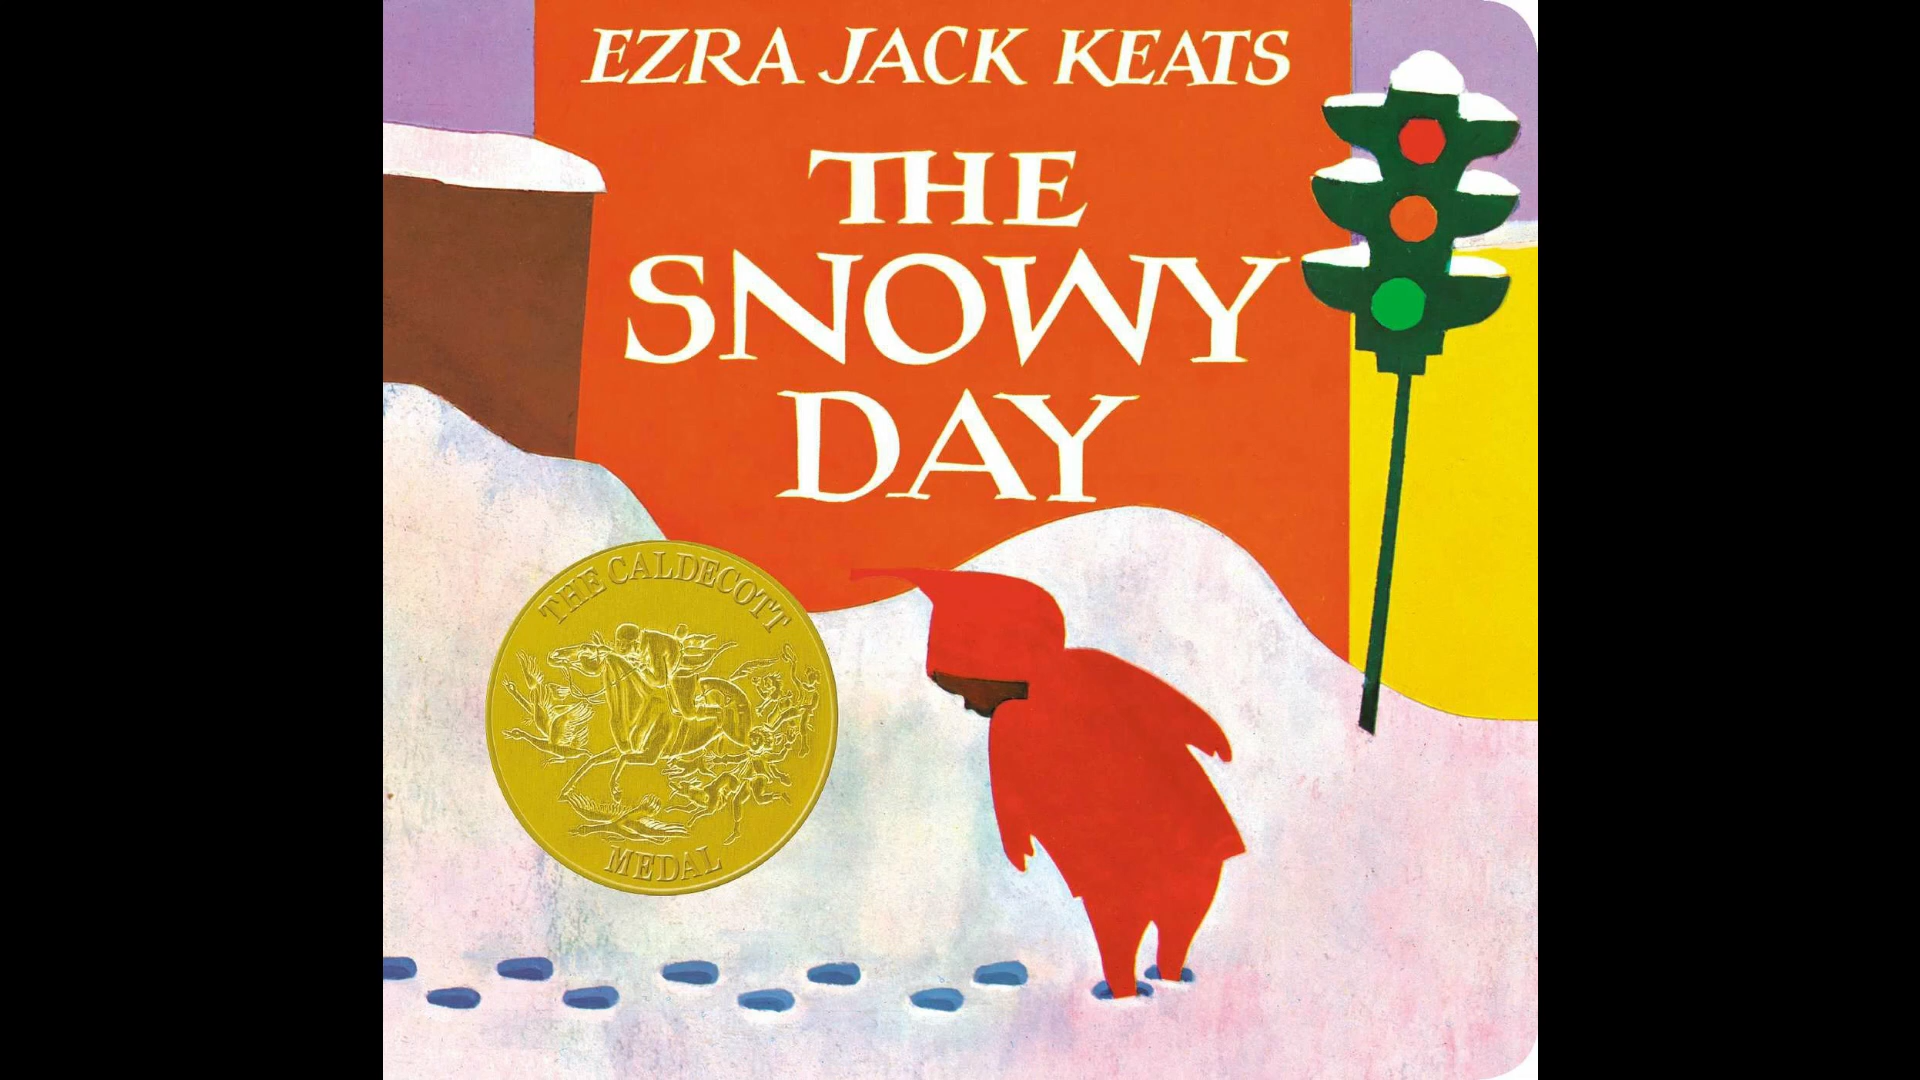 EZRA JACK KEATS
THE
SNOWY
DAY
THE CALDECOTT
MEDAL